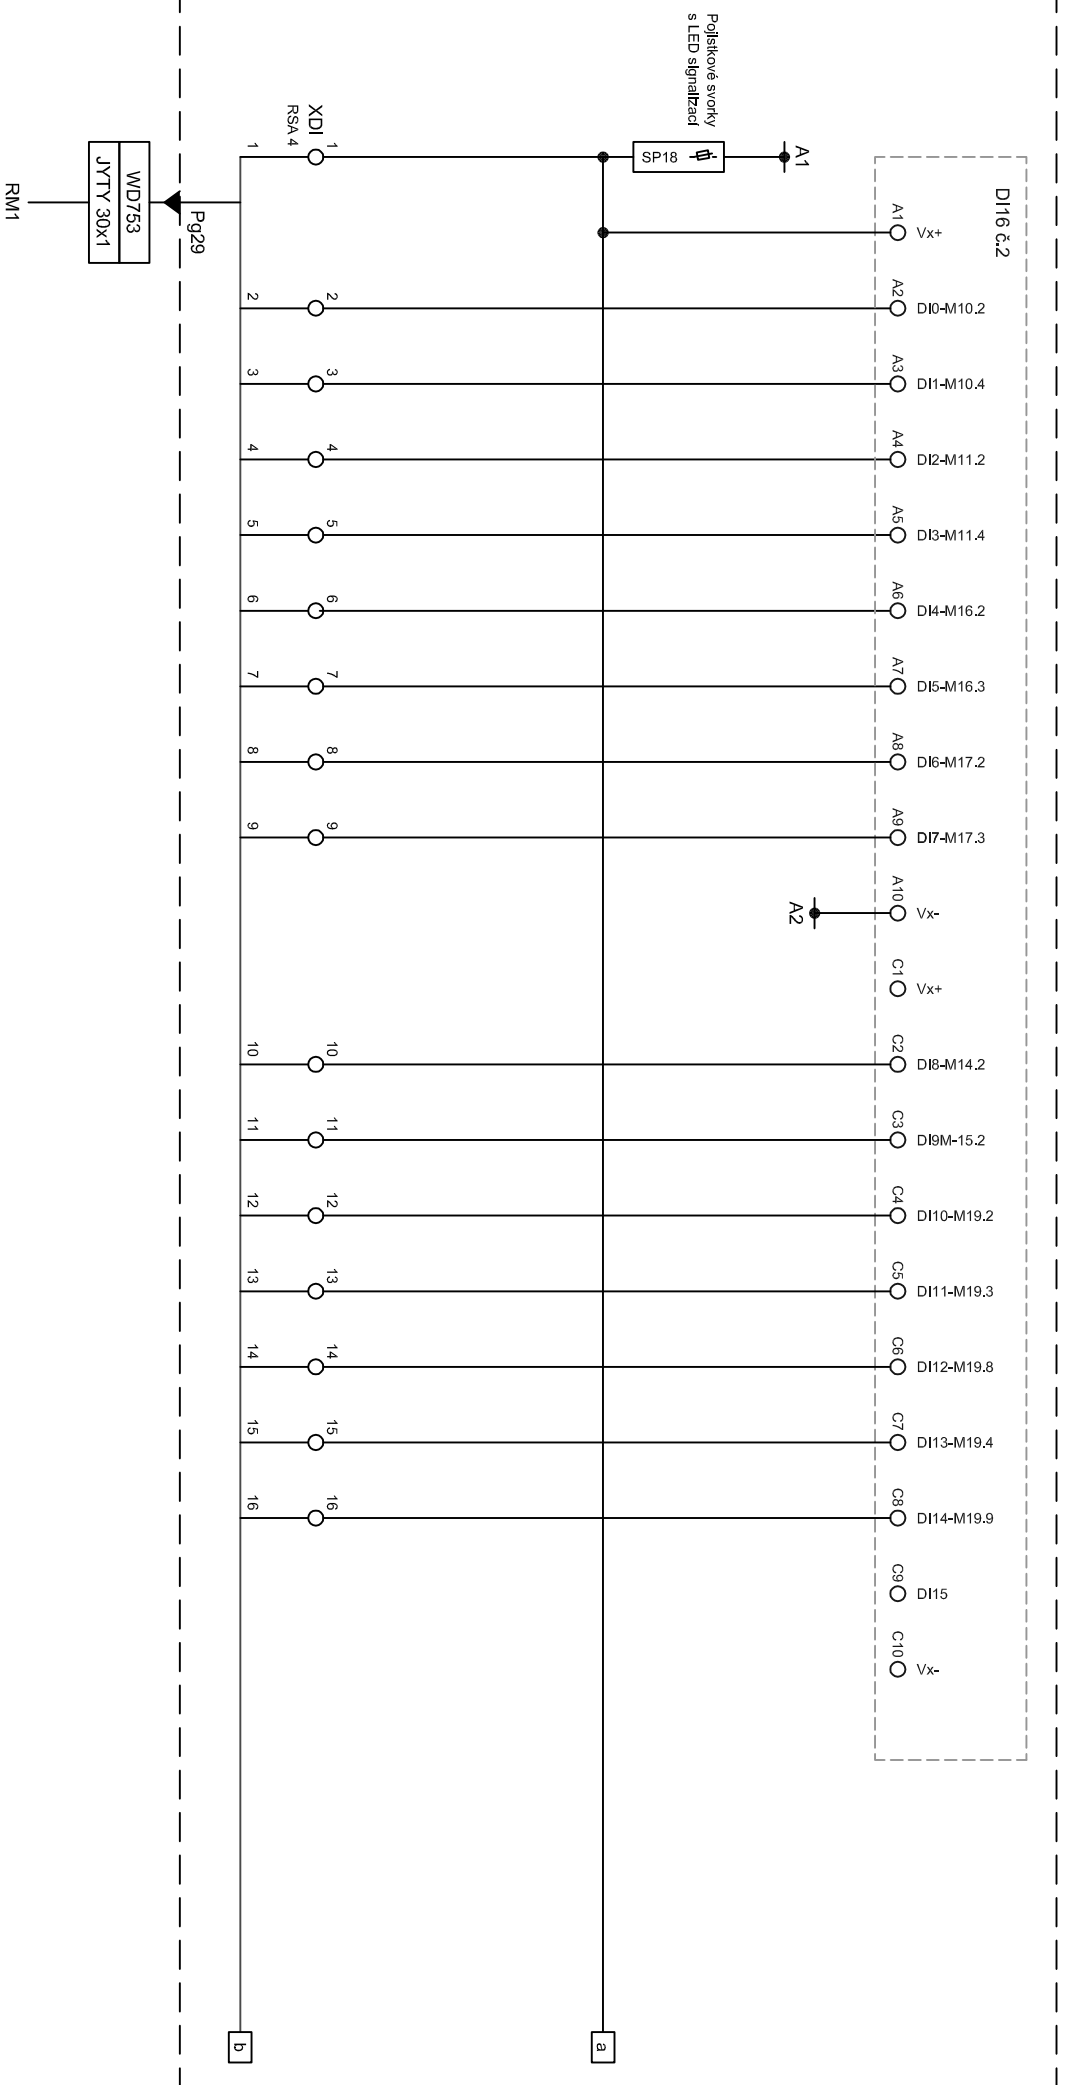 Pojistkové svorky
s LED signalizací
A1
SP18
DI16 č.2
A1 Vx+
A2 DI0-M10.2
A3 DI1-M10.4
A4 DI2-M11.2
A5 DI3-M11.4
A6 DI4-M16.2
A7 DI5-M16.3
A8 DI6-M17.2
A9 DI7-M17.3
A10 Vx-
A2
C1 Vx+
C2 DI8-M14.2
C3 DI9M-15.2
C4 DI10-M19.2
C5 DI11-M19.3
C6 DI12-M19.8
C7 DI13-M19.4
C8 DI14-M19.9
C9 DI15
C10 Vx-
XDI
RSA 4
1 1
2 2
3 3
4 4
5 5
6 6
7 7
8 8
9 9
10 10
11 11
12 12
13 13
14 14
15 15
16 16
a
b
Pg29
WD753
JYTY 30x1
RM1